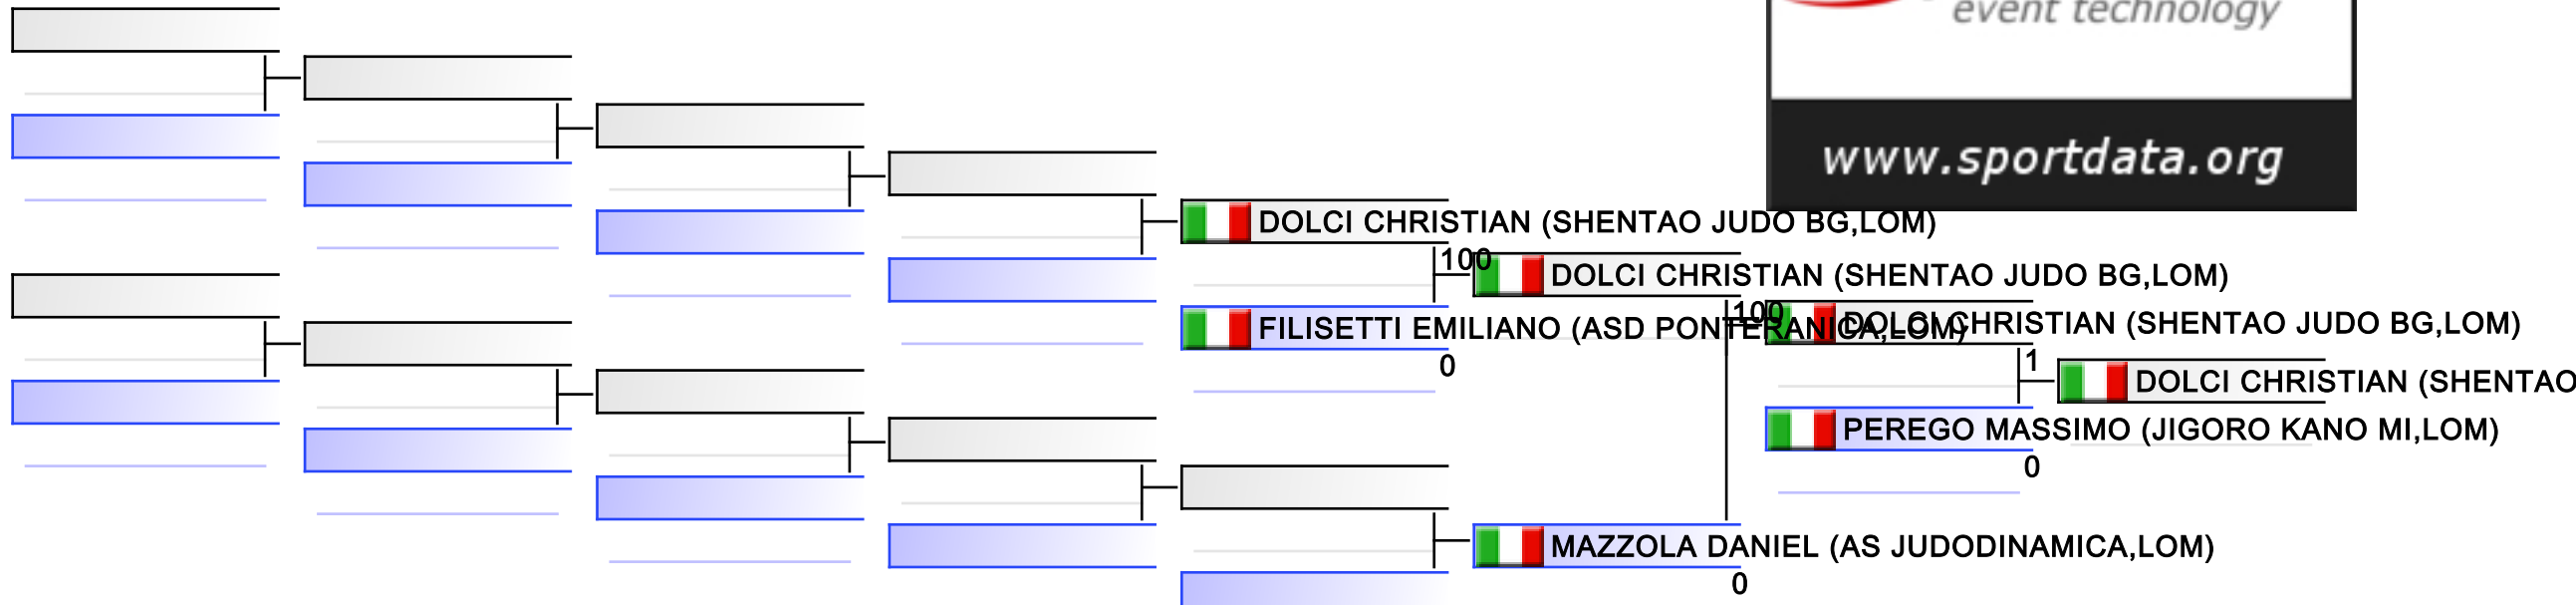 event technology
www.sportdata.org
DOLCI CHRISTIAN (SHENTAO JUDO BG,LOM)
100
DOLCI CHRISTIAN (SHENTAO JUDO BG,LOM)
FILISETTI EMILIANO (ASD PONTERANICA,LOM)
0
100
DOLCI CHRISTIAN (SHENTAO JUDO BG,LOM)
1
DOLCI CHRISTIAN (SHENTAO
PEREGO MASSIMO (JIGORO KANO MI,LOM)
0
MAZZOLA DANIEL (AS JUDODINAMICA,LOM)
0